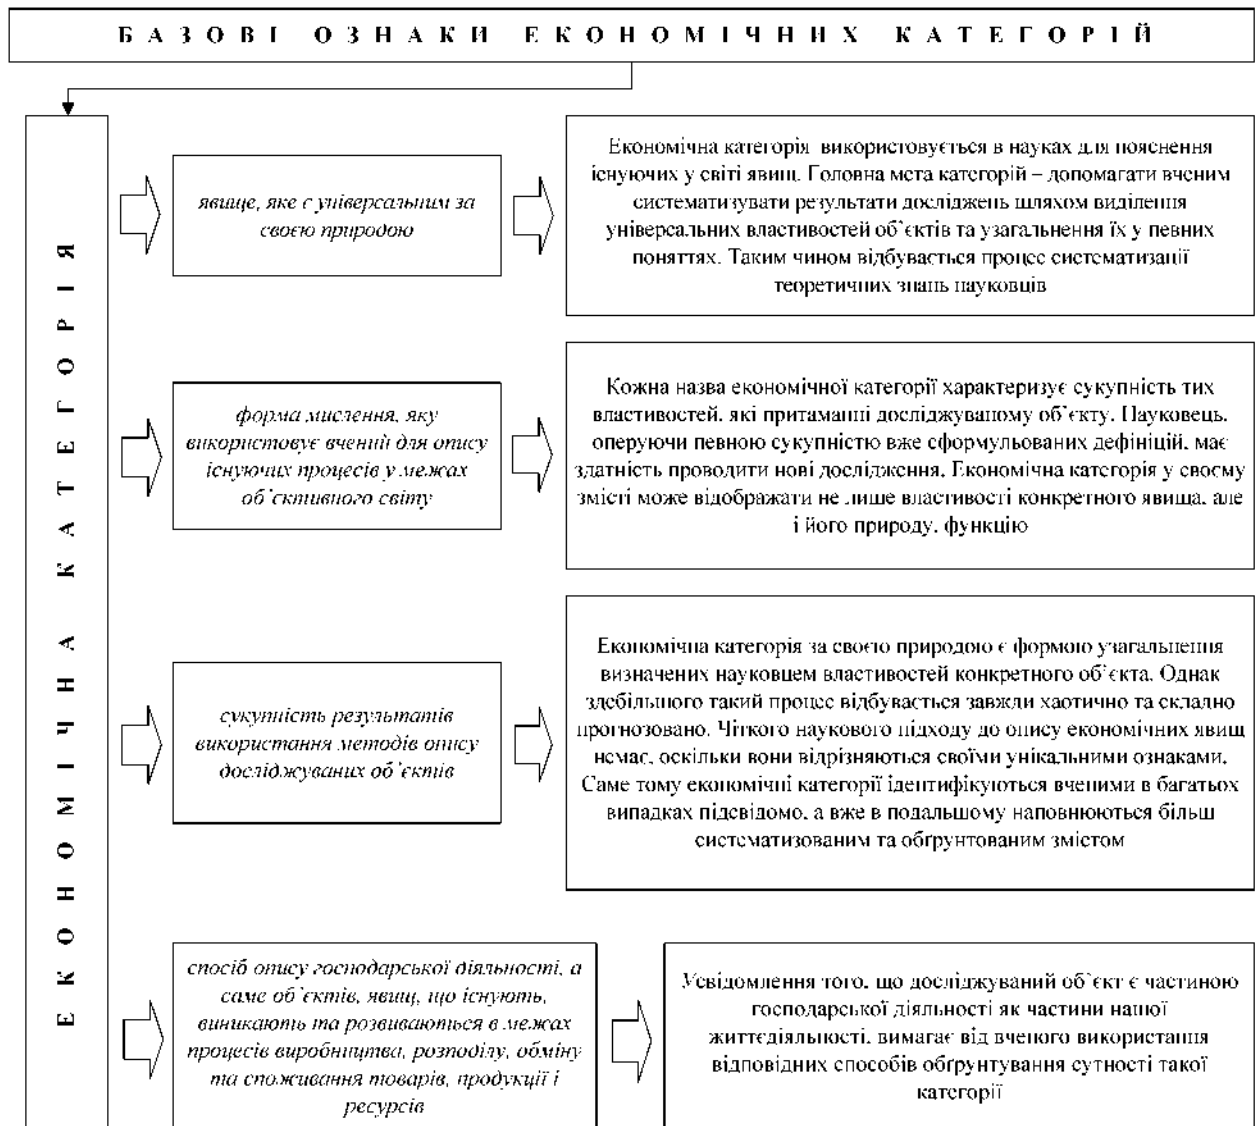 БАЗОВІ ОЗНАКИ ЕКОНОМІЧНИХ КАТЕГОРІЙ
ЕКОНОМІЧНА КАТЕГОРІЯ
явище, яке є універсальним за
своєю природою
Економічна категорія використовується в науках для пояснення
існуючих у світі явищ. Головна мета категорій – допомагати вченим
систематизувати результати досліджень шляхом виділення
універсальних властивостей об’єктів та узагальнення їх у певних
поняттях. Таким чином відбувається процес систематизації
теоретичних знань науковців
форма мислення, яку
використовує вчений для опису
існуючих процесів у межах
об’єктивного світу
Кожна назва економічної категорії характеризує сукупність тих
властивостей, які притаманні досліджуваному об’єкту. Науковець,
оперуючи певною сукупністю вже сформульованих дефініцій, має
здатність проводити нові дослідження. Економічна категорія у своєму
змісті може відображати не лише властивості конкретного явища, але
і його природу, функцію
сукупність результатів
використання методів опису
досліджуваних об’єктів
Економічна категорія за своєю природою є формою узагальнення
визначених науковцем властивостей конкретного об’єкта. Однак
здебільшого такий процес відбувається завжди хаотично та складно
прогнозовано. Чіткого наукового підходу до опису економічних явищ
немає, оскільки вони відрізняються своїми унікальними ознаками.
Саме тому економічні категорії ідентифікуються вченими в багатьох
випадках підсвідомо, а вже в подальшому наповнюються більш
систематизованим та обґрунтованим змістом
спосіб опису господарської діяльності, а
саме об’єктів, явищ, що існують,
виникають та розвиваються в межах
процесів виробництва, розподілу, обміну
та споживання товарів, продукції і
ресурсів
Усвідомлення того, що досліджуваний об’єкт є частиною
господарської діяльності як частини нашої
життєдіяльності, вимагає від вченого використання
відповідних способів обґрунтування сутності такої
категорії